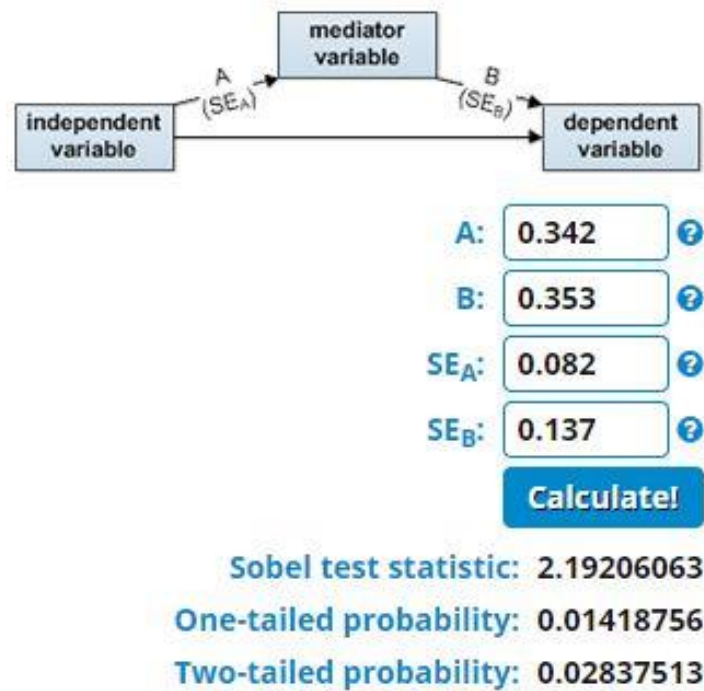 mediator
variable
A
(SEA)
B
(SEB)
independent
variable
dependent
variable
A: 0.342 ?
B: 0.353 ?
SEA: 0.082 ?
SEB: 0.137 ?
Calculate!
Sobel test statistic: 2.19206063
One-tailed probability: 0.01418756
Two-tailed probability: 0.02837513